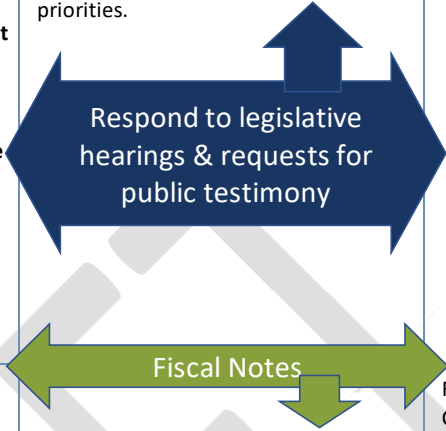 priorities.
t
Respond to legislative
e
hearings & requests for
public testimony
Fiscal Notes